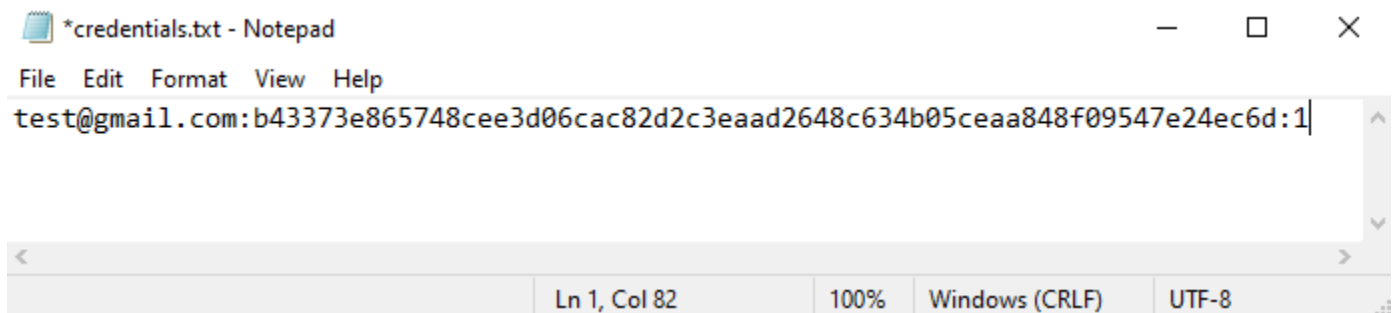 *credentials.txt - Notepad
File Edit Format View Help
test@gmail.com:b43373e865748cee3d06cac82d2c3eaad2648c634b05ceaa848f09547e24ec6d:1
Ln 1, Col 82 100% Windows (CRLF) UTF-8